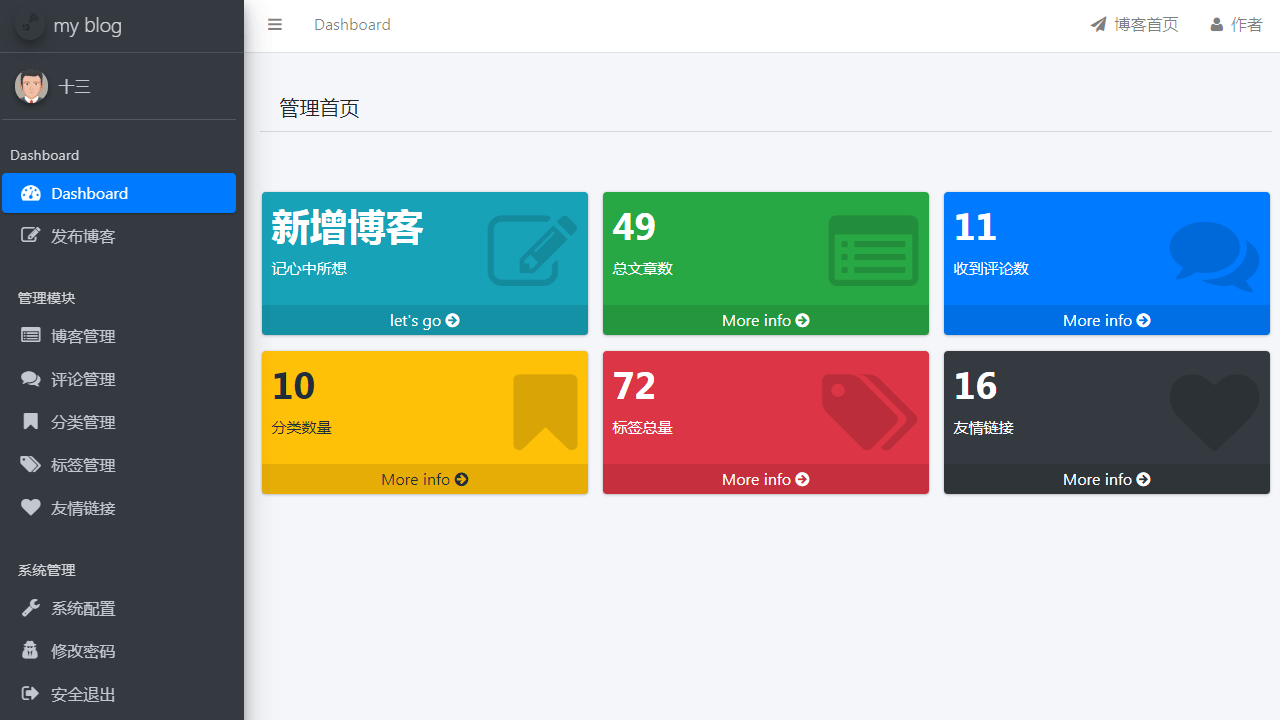 my blog
十三
Dashboard
Dashboard
发布博客
管理模块
博客管理
评论管理
分类管理
标签管理
友情链接
系统管理
系统配置
修改密码
安全退出
Dashboard
博客首页
作者
管理首页
新增博客
记心中所想
let's go
49
总文章数
More info
11
收到评论数
More info
10
分类数量
More info
72
标签总量
More info
16
友情链接
More info